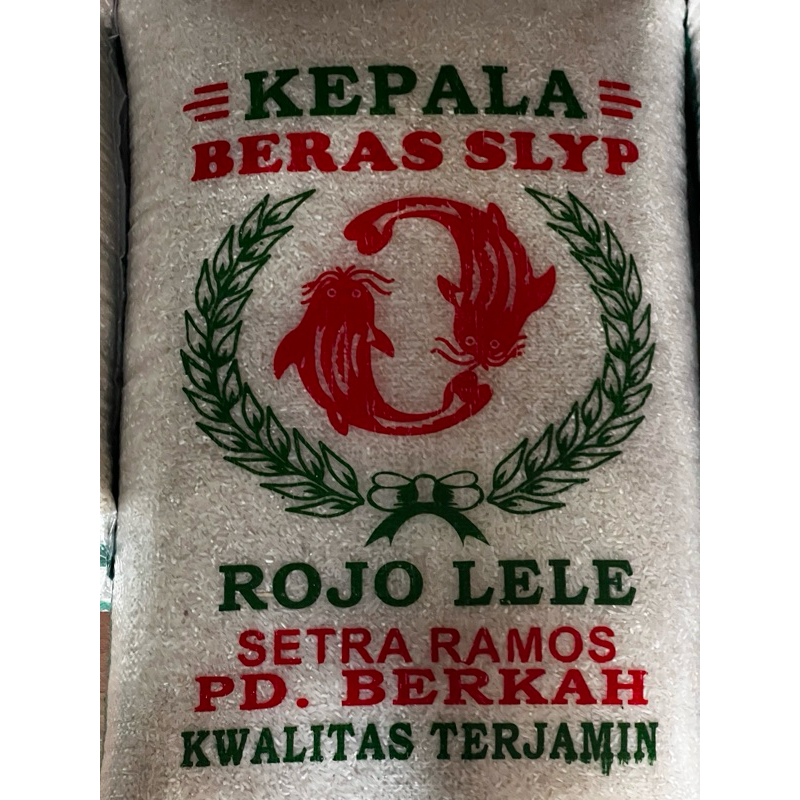 KEPALA
BERAS SLYP
ROJO LELE
SETRA RAMOS
PD. BERKAH
KWALITAS TERJAMIN